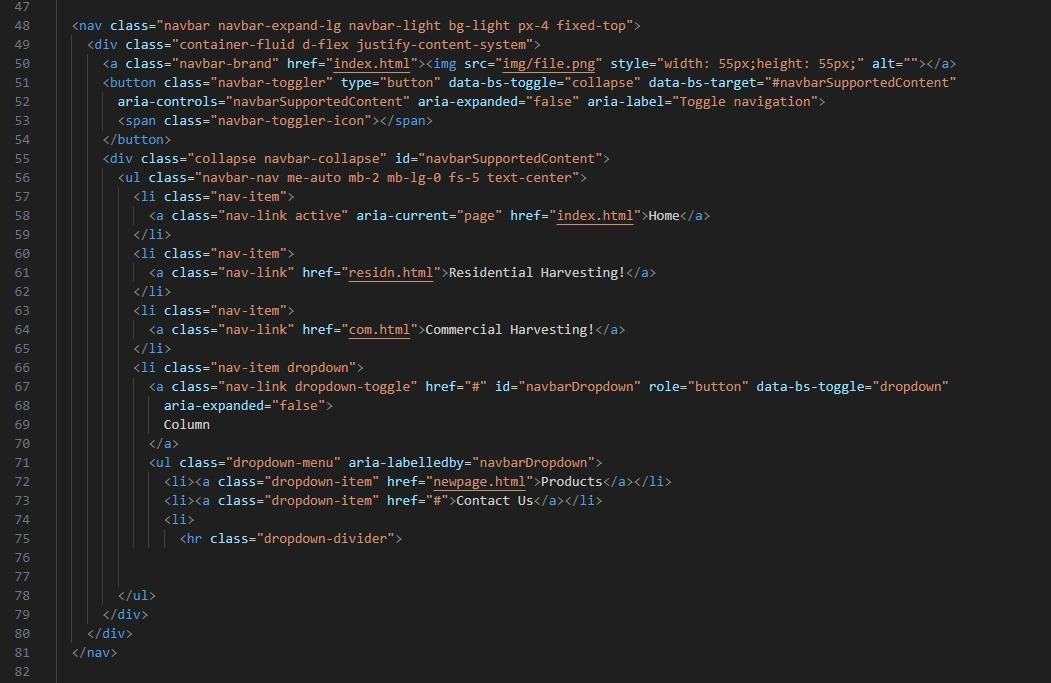 47
48 <nav class="navbar navbar-expand-lg navbar-light bg-light px-4 fixed-top">
49 <div class="container-fluid d-flex justify-content-system">
50 <a class="navbar-brand" href="index.html"><img src="img/file.png" style="width: 55px;height: 55px;" alt=""></a>
51 <button class="navbar-toggler" type="button" data-bs-toggle="collapse" data-bs-target="#navbarSupportedContent"
52 aria-controls="navbarSupportedContent" aria-expanded="false" aria-label="Toggle navigation">
53 <span class="navbar-toggler-icon"></span>
54 </button>
55 <div class="collapse navbar-collapse" id="navbarSupportedContent">
56 <ul class="navbar-nav me-auto mb-2 mb-lg-0 fs-5 text-center">
57 <li class="nav-item">
58 <a class="nav-link active" aria-current="page" href="index.html">Home</a>
59 </li>
60 <li class="nav-item">
61 <a class="nav-link" href="residn.html">Residential Harvesting!</a>
62 </li>
63 <li class="nav-item">
64 <a class="nav-link" href="com.html">Commercial Harvesting!</a>
65 </li>
66 <li class="nav-item dropdown">
67 <a class="nav-link dropdown-toggle" href="#" id="navbarDropdown" role="button" data-bs-toggle="dropdown"
68 aria-expanded="false">
69 Column
70 </a>
71 <ul class="dropdown-menu" aria-labelledby="navbarDropdown">
72 <li><a class="dropdown-item" href="newpage.html">Products</a></li>
73 <li><a class="dropdown-item" href="#">Contact Us</a></li>
74 <li>
75 <hr class="dropdown-divider">
76
77
78 </ul>
79 </div>
80 </div>
81 </nav>
82